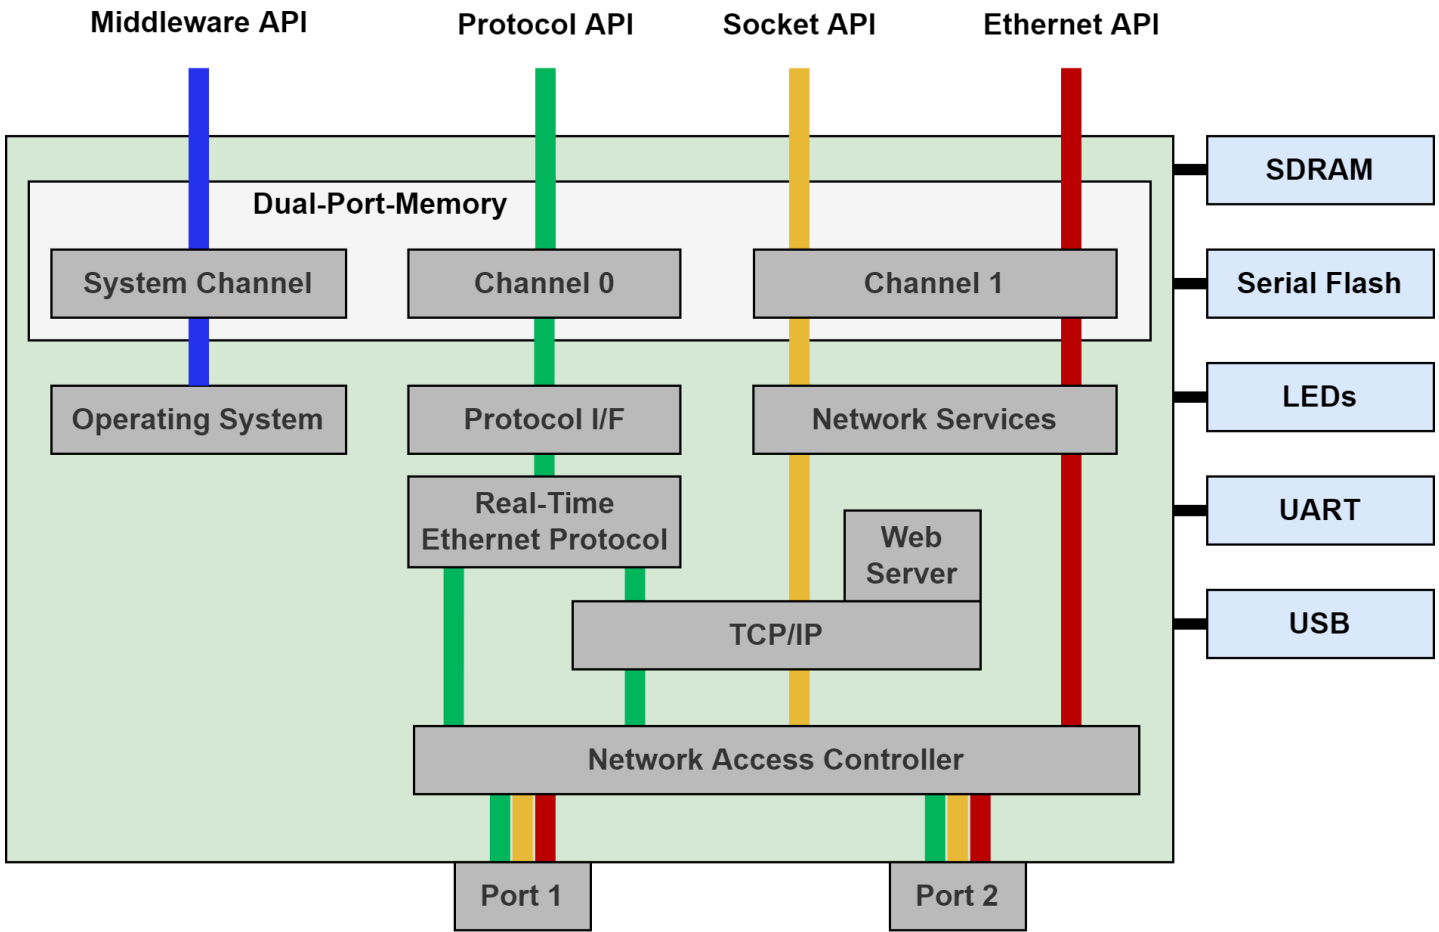 Middleware API
Protocol API
Socket API
Ethernet API
Dual-Port-Memory
SDRAM
System Channel
Channel 0
Channel 1
Serial Flash
Operating System
Protocol I/F
Network Services
LEDs
Real-Time
Ethernet Protocol
UART
Web
Server
TCP/IP
USB
Network Access Controller
Port 1
Port 2